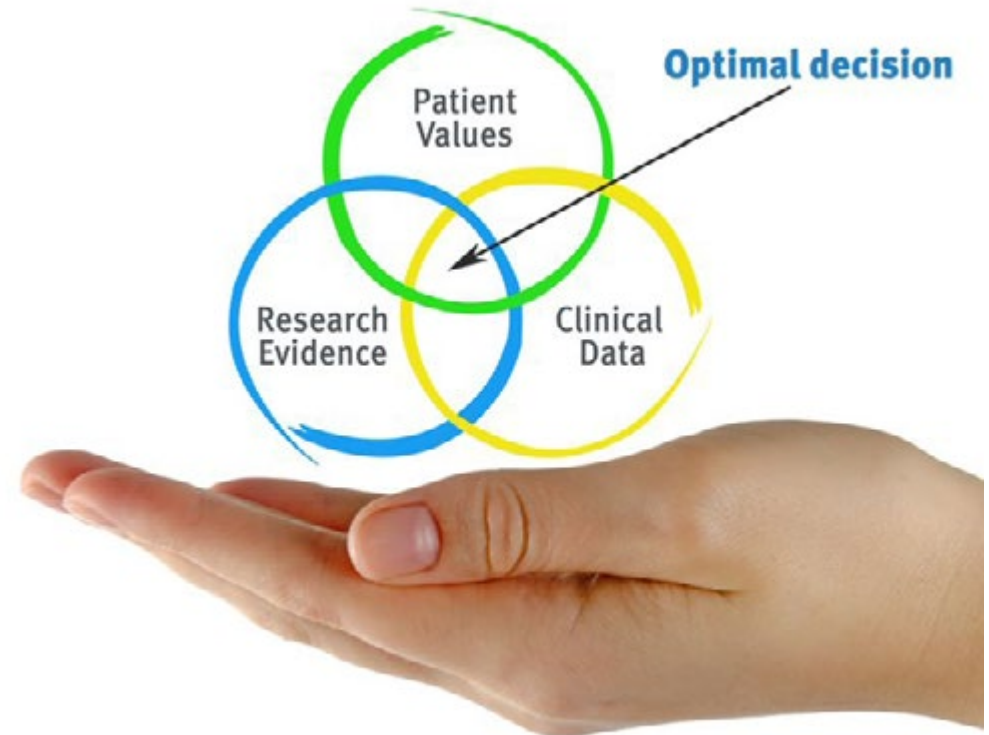 Optimal decision
Patient
Values
Research
Evidence
Clinical
Data